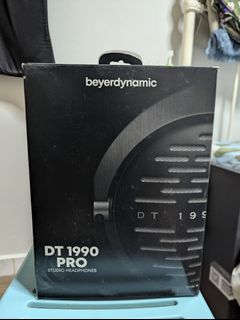 beyerdynamic
DT 199
DT 1990
PRO
STUDIO HEADPHONES